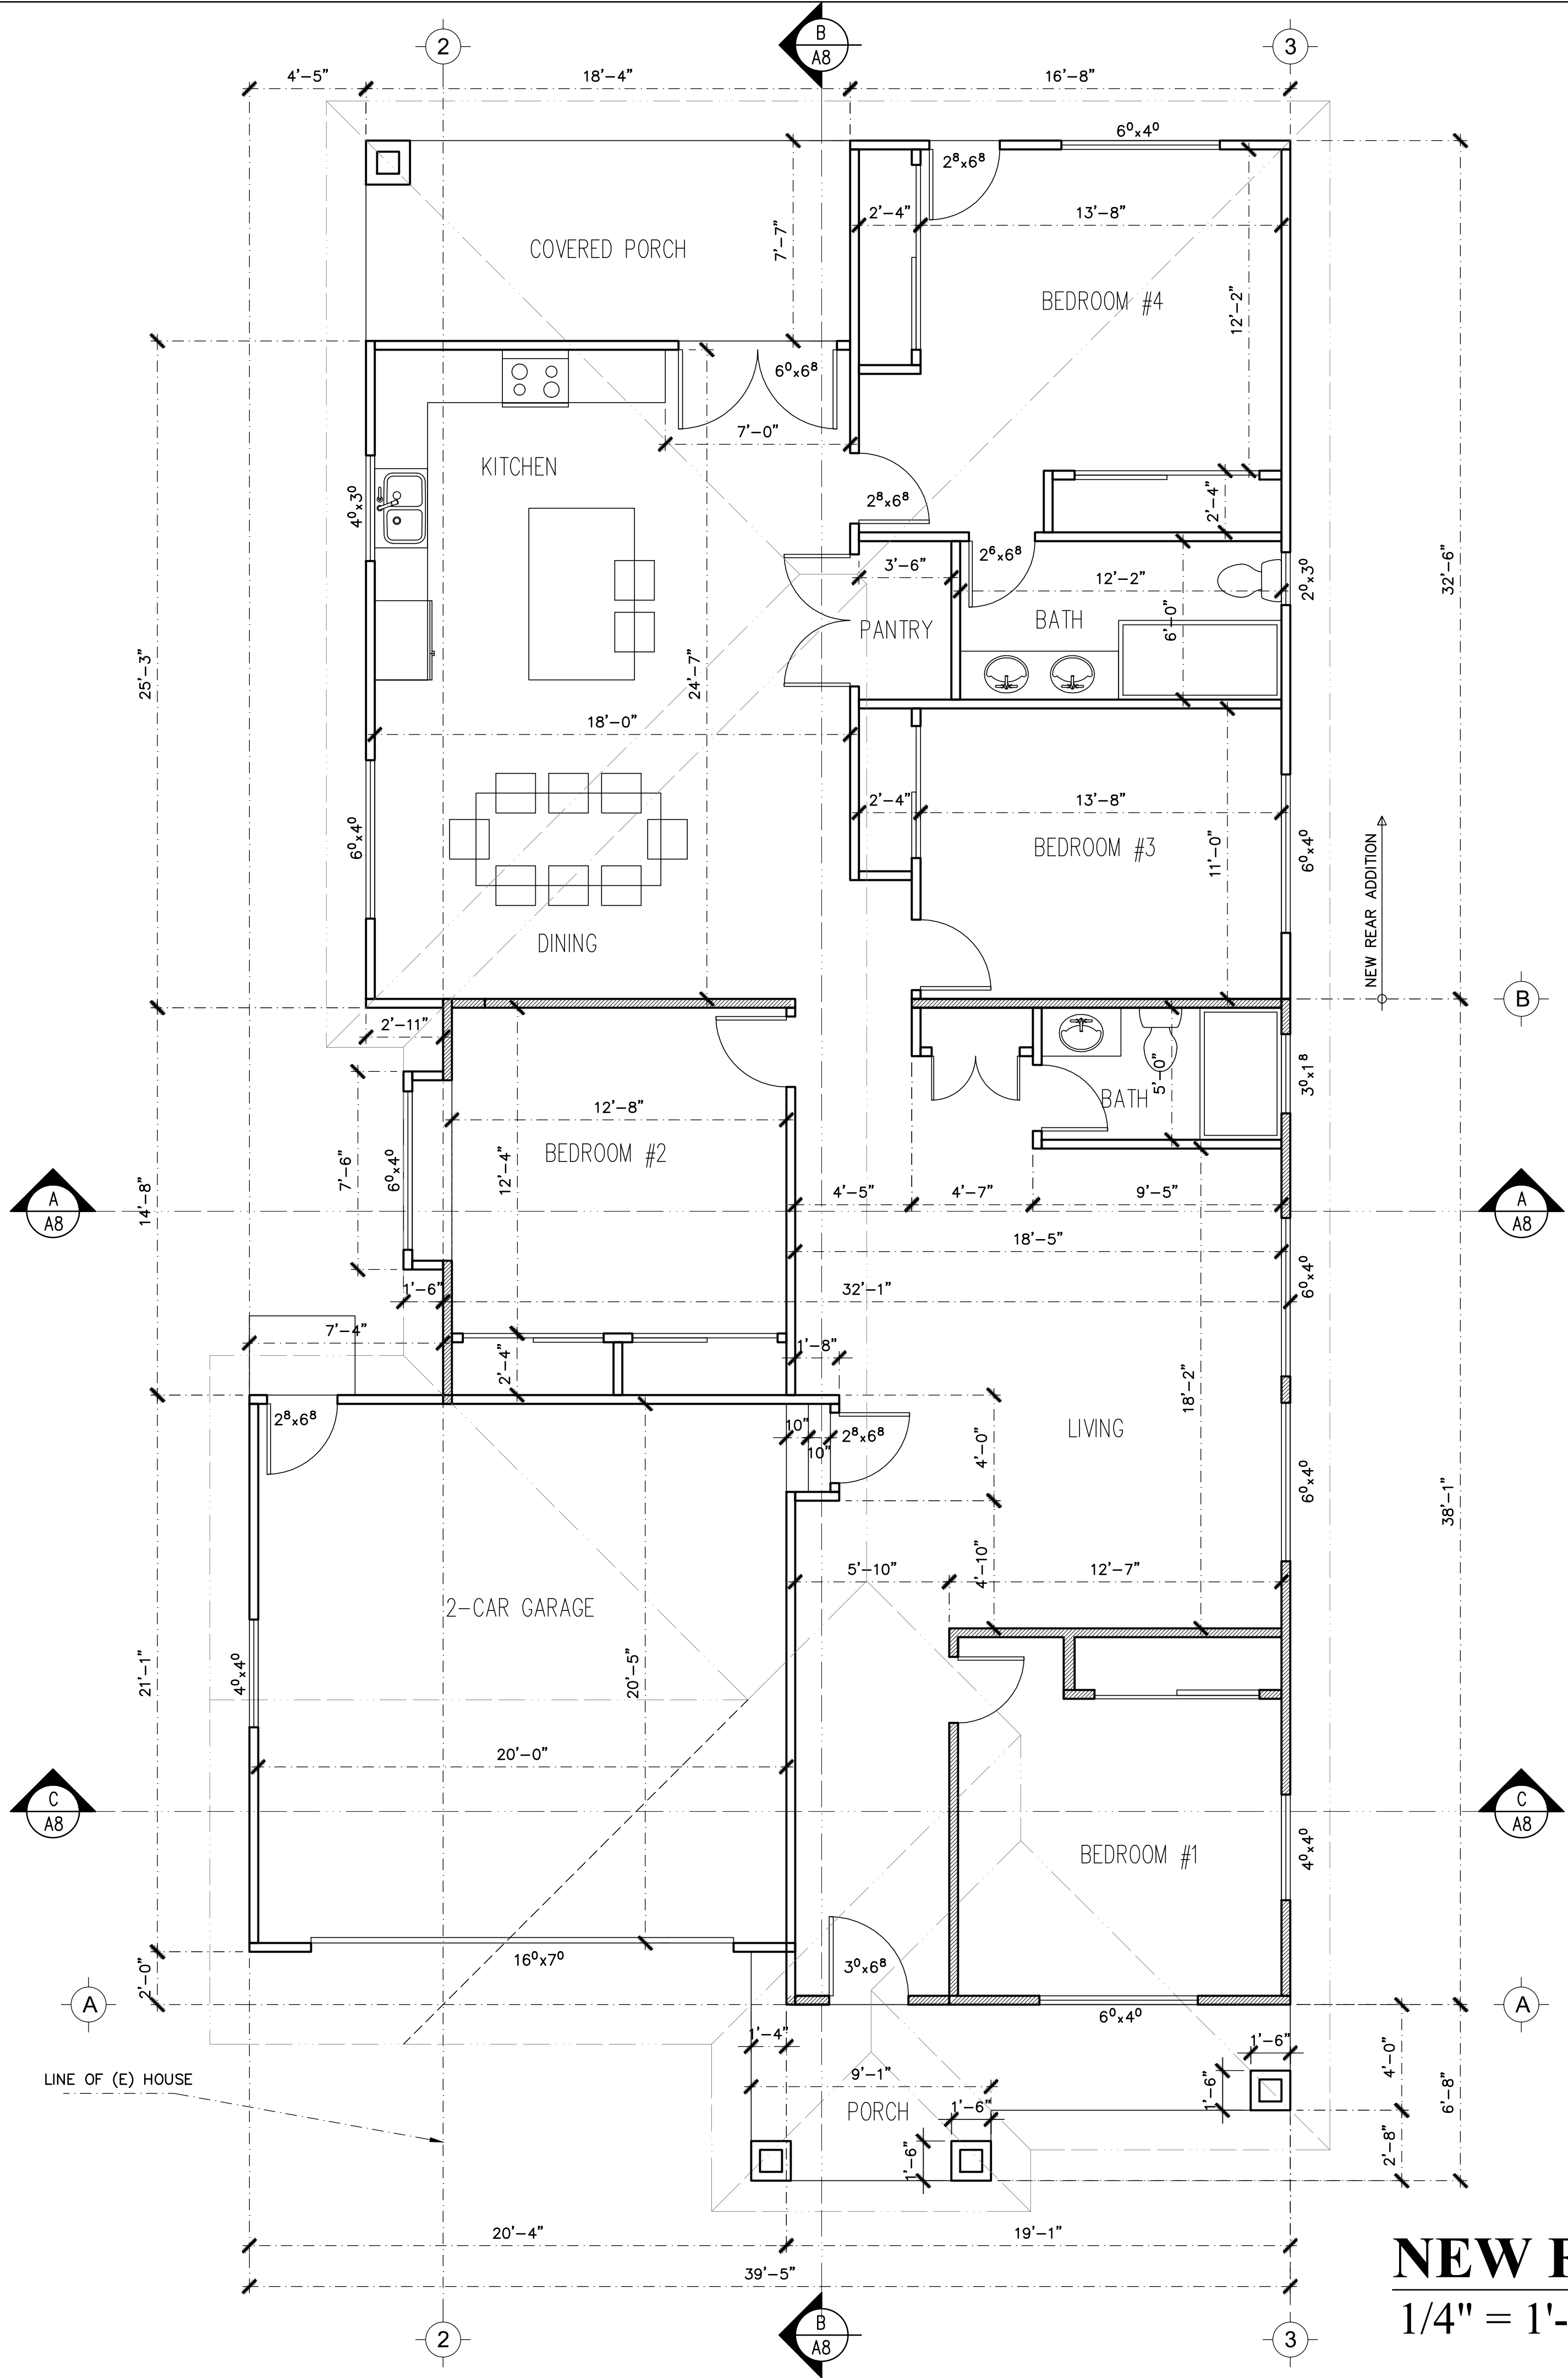 2
B
A8
3
4'-5"
18'-4"
16'-8"
6⁰x4⁰
2⁸x6⁸
2'-4"
13'-8"
7'-7"
COVERED PORCH
BEDROOM #4
12'-2"
6⁰x6⁸
7'-0"
KITCHEN
4⁰x3⁰
2⁸x6⁸
2'-4"
2⁶x6⁸
3'-6"
12'-2"
2⁰x3⁰
32'-6"
BATH
PANTRY
6'-0"
25'-3"
24'-7"
18'-0"
2'-4"
13'-8"
6⁰x4⁰
BEDROOM #3
11'-0"
6⁰x4⁰
NEW REAR ADDITION
DINING
B
2'-11"
3⁰x1⁸
5'-0"
BATH
12'-8"
BEDROOM #2
7'-6"
6⁰x4⁰
12'-4"
A
A8
14'-8"
4'-5"
4'-7"
9'-5"
A
A8
18'-5"
1'-6"
32'-1"
6⁰x4⁰
7'-4"
1'-8"
2'-4"
18'-2"
2⁸x6⁸
10"
10"
2⁸x6⁸
4'-0"
LIVING
6⁰x4⁰
38'-1"
4'-10"
5'-10"
12'-7"
2-CAR GARAGE
21'-1"
4⁰x4⁰
20'-5"
20'-0"
C
A8
C
A8
BEDROOM #1
4⁰x4⁰
16⁰x7⁰
3⁰x6⁸
2'-0"
A
A
6⁰x4⁰
1'-4"
1'-6"
4'-0"
9'-1"
LINE OF (E) HOUSE
1'-6"
6'-8"
PORCH
1'-6"
1'-6"
2'-8"
20'-4"
19'-1"
39'-5"
NEW
1/4" = 1'-
2
B
A8
3